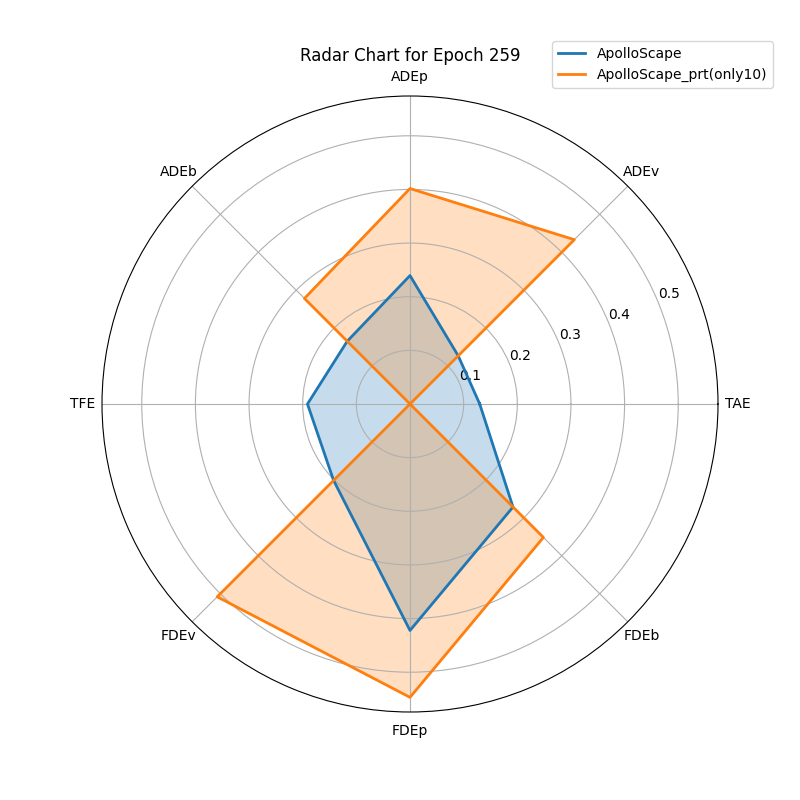 Radar Chart for Epoch 259
ApolloScape
ApolloScape_prt(only10)
ADEp
ADEb
ADEv
0.5
0.4
0.3
0.2
0.1
TFE
TAE
FDEv
FDEb
FDEp